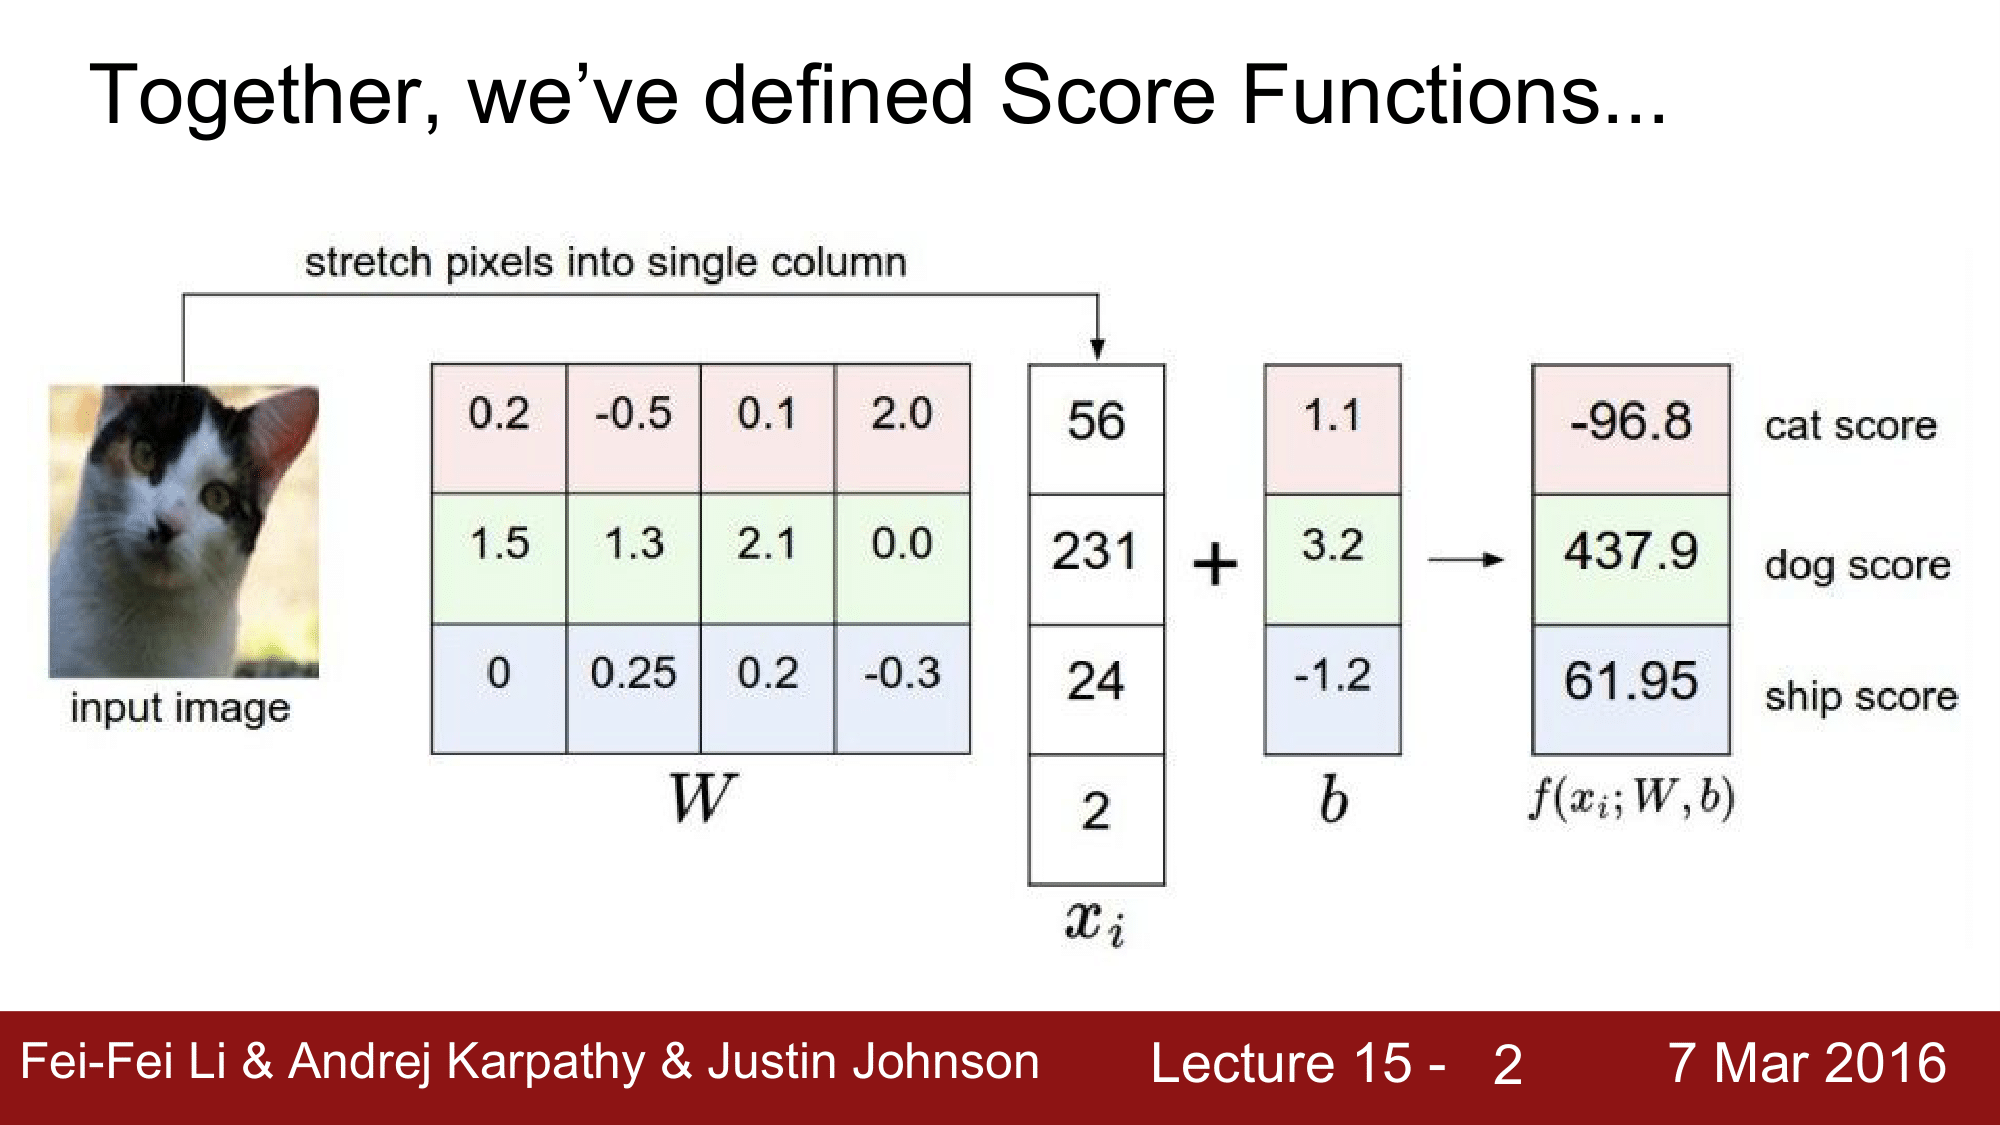 Together, we’ve defined Score Functions...
stretch pixels into single column
input image
0.2 -0.5 0.1 2.0
1.5 1.3 2.1 0.0
0 0.25 0.2 -0.3
W
56
231
24
2
x_i
+
1.1
3.2
-1.2
b
-96.8 cat score
437.9 dog score
61.95 ship score
f(x_i; W, b)
Fei-Fei Li & Andrej Karpathy & Justin Johnson Lecture 15 - 2 7 Mar 2016